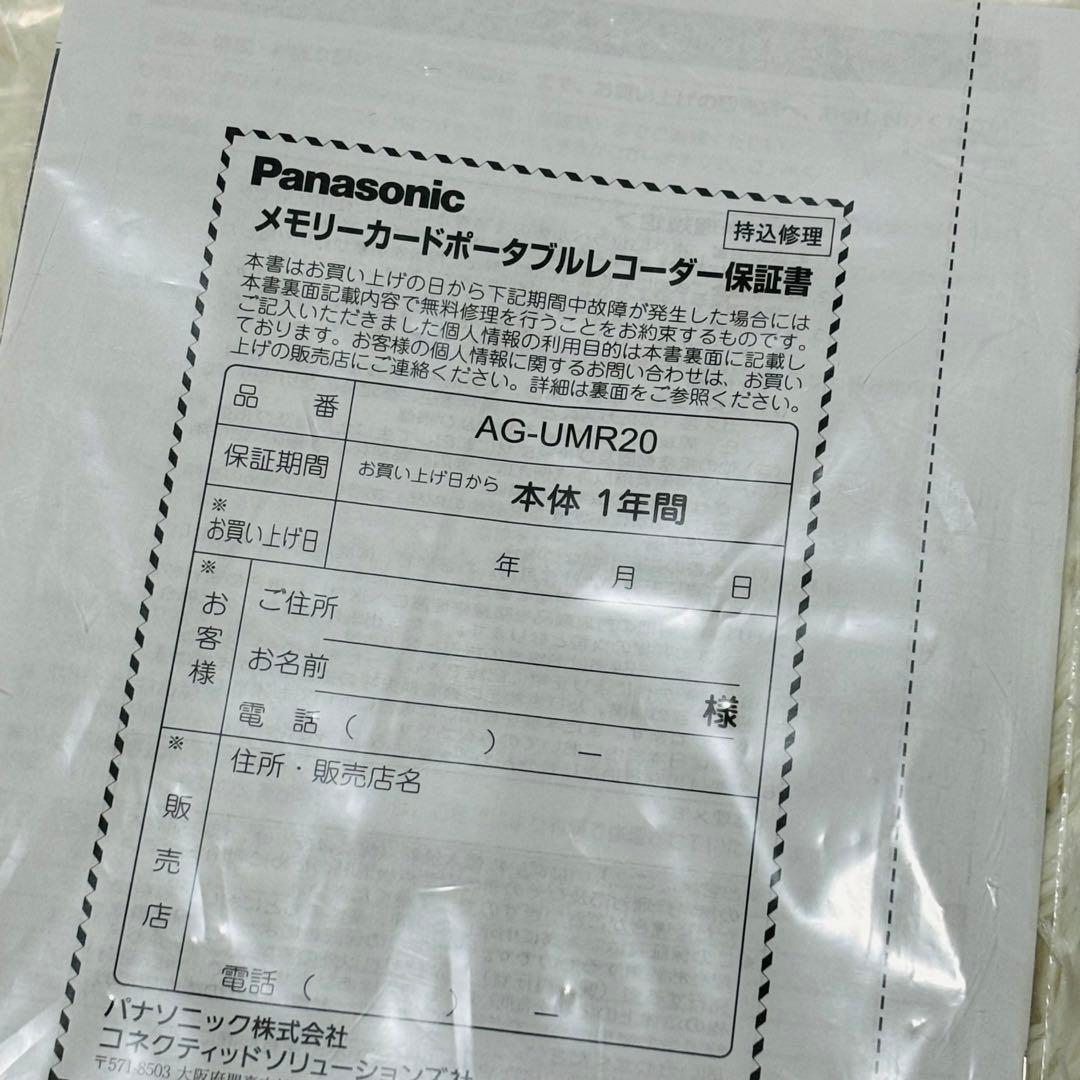 Panasonic
持込修理
メモリーカードポータブルレコーダー保証書
本書はお買い上げの日から下記期間中故障が発生した場合には
本書裏面記載内容で無料修理を行うことをお約束するものです。
ご記入いただきました個人情報の利用目的は本書裏面に記載し
ております。お客様の個人情報に関するお問い合わせは、お買い
上げの販売店にご連絡ください。詳細は裏面をご参照ください。
品 番 AG-UMR20
保証期間 お買い上げ日から 本体 1年間
※お買い上げ日 年 月 日
※お客様
ご住所
お名前 様
電 話 ( ) ー
※販売店
住所・販売店名
電話 ( ) ー
パナソニック株式会社
コネクティッドソリューションズ社
〒571-8503 大阪府門真